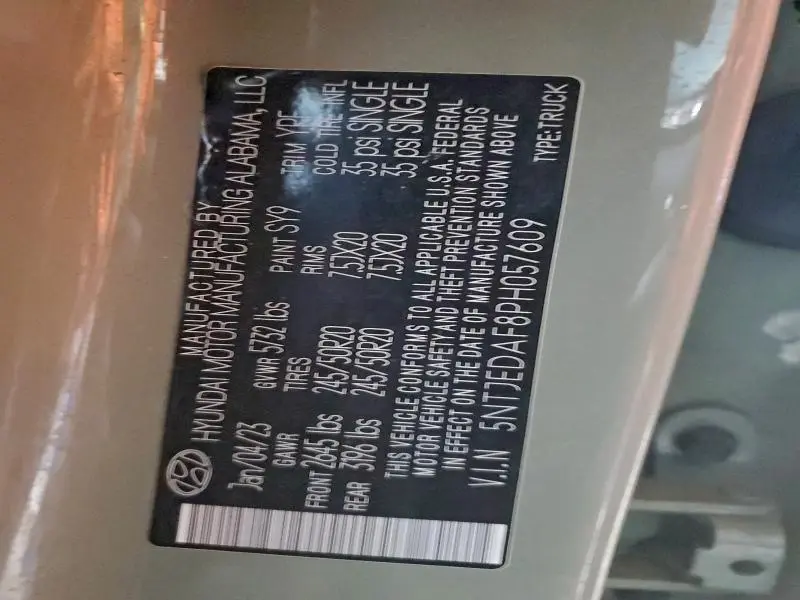 MANUFACTURED BY
HYUNDAI MOTOR MANUFACTURING ALABAMA, LLC
Jan/04/23 GVWR 5732 lbs PAINT SY9 TRIM YDF
GAWR TIRES RIMS COLD TIRE INFL
FRONT 2645 lbs 245/50R20 7.5JX20 35 psi SINGLE
REAR 3196 lbs 245/50R20 7.5JX20 35 psi SINGLE
THIS VEHICLE CONFORMS TO ALL APPLICABLE U.S.A. FEDERAL
MOTOR VEHICLE SAFETY AND THEFT PREVENTION STANDARDS
IN EFFECT ON THE DATE OF MANUFACTURE SHOWN ABOVE
V.I.N 5NTJEDAF8PH057609 TYPE:TRUCK